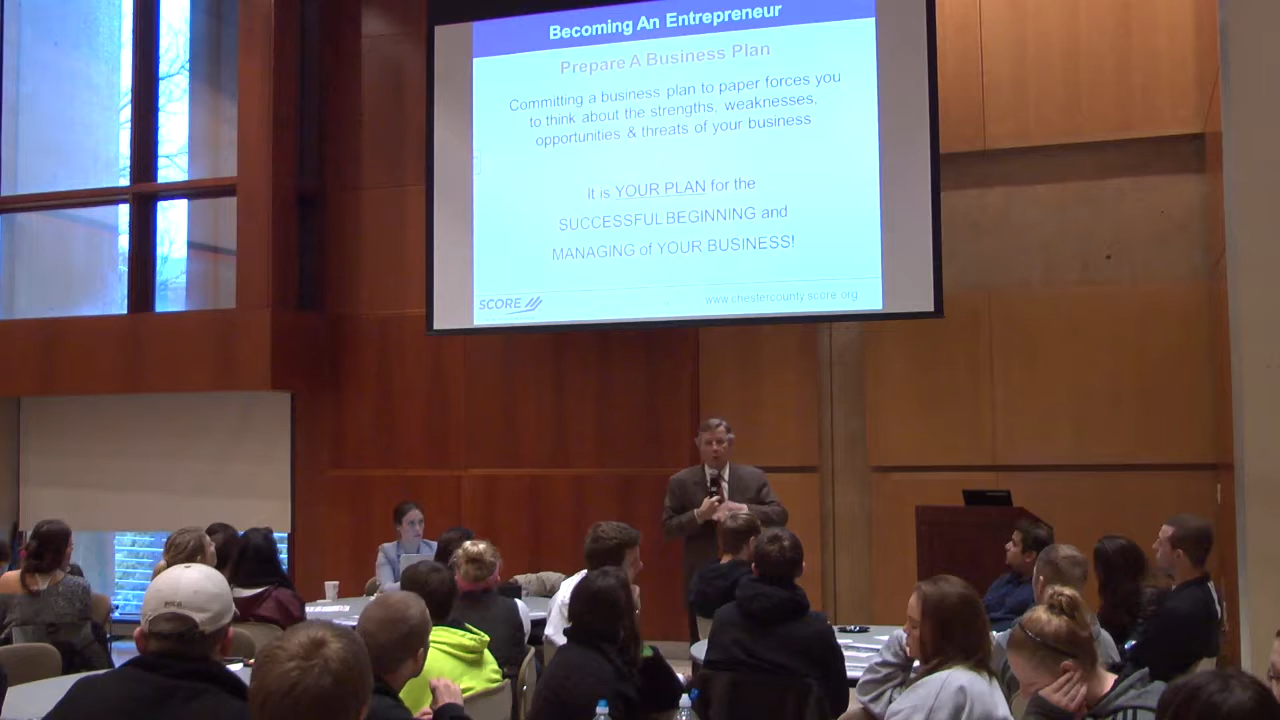 Becoming An Entrepreneur
Prepare A Business Plan
Committing a business plan to paper forces you
to think about the strengths, weaknesses,
opportunities & threats of your business
It is YOUR PLAN for the
SUCCESSFUL BEGINNING and
MANAGING of YOUR BUSINESS!
SCORE
www.chestercounty.score.org